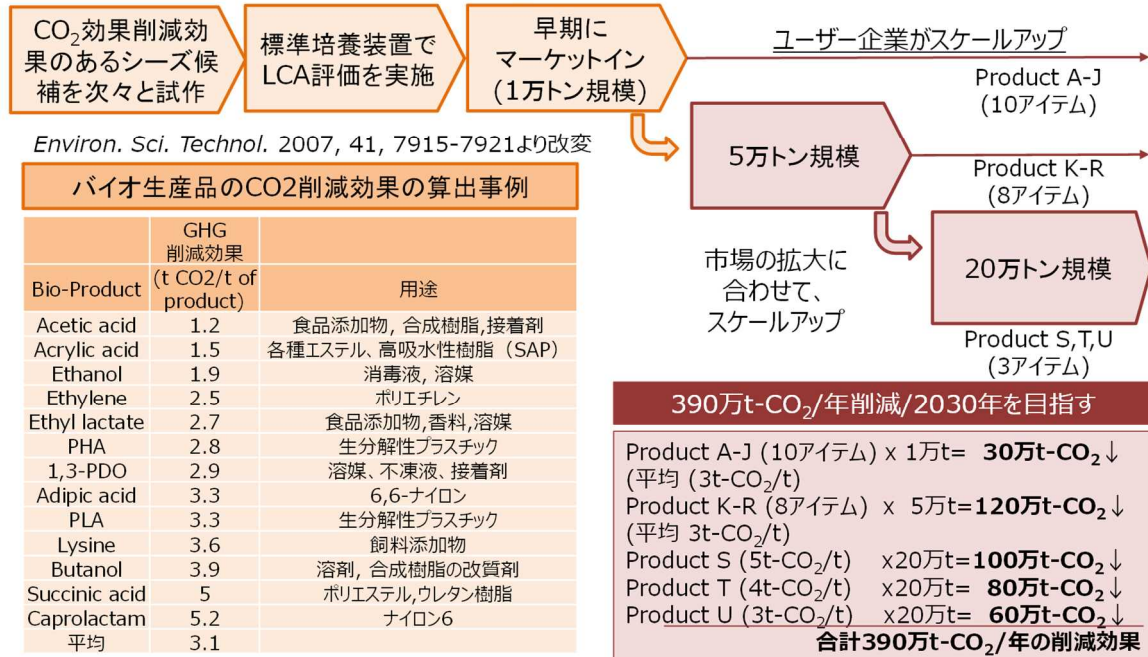 CO₂効果削減効
果のあるシーズ候
補を次々と試作
標準培養装置で
LCA評価を実施
早期に
マーケットイン
(1万トン規模)
ユーザー企業がスケールアップ
Product A-J
(10アイテム)
Environ. Sci. Technol. 2007, 41, 7915-7921より改変
5万トン規模
Product K-R
(8アイテム)
市場の拡大に
合わせて、
スケールアップ
20万トン規模
Product S,T,U
(3アイテム)
バイオ生産品のCO2削減効果の算出事例
Bio-Product GHG 削減効果 (t CO2/t of product) 用途
Acetic acid 1.2 食品添加物, 合成樹脂,接着剤
Acrylic acid 1.5 各種エステル、高吸水性樹脂（SAP）
Ethanol 1.9 消毒液, 溶媒
Ethylene 2.5 ポリエチレン
Ethyl lactate 2.7 食品添加物,香料,溶媒
PHA 2.8 生分解性プラスチック
1,3-PDO 2.9 溶媒、不凍液、接着剤
Adipic acid 3.3 6,6-ナイロン
PLA 3.3 生分解性プラスチック
Lysine 3.6 飼料添加物
Butanol 3.9 溶剤, 合成樹脂の改質剤
Succinic acid 5 ポリエステル,ウレタン樹脂
Caprolactam 5.2 ナイロン6
平均 3.1
390万t-CO₂/年削減/2030年を目指す
Product A-J (10アイテム) x 1万t= 30万t-CO₂↓
(平均 (3t-CO₂/t)
Product K-R (8アイテム) x 5万t=120万t-CO₂↓
(平均 3t-CO₂/t)
Product S (5t-CO₂/t) x20万t=100万t-CO₂↓
Product T (4t-CO₂/t) x20万t= 80万t-CO₂↓
Product U (3t-CO₂/t) x20万t= 60万t-CO₂↓
合計390万t-CO₂/年の削減効果